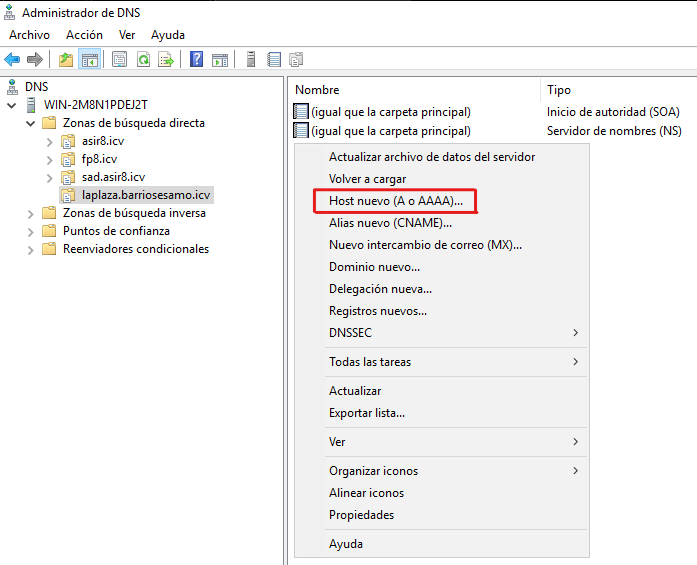 Administrador de DNS
Archivo Acción Ver Ayuda
DNS
WIN-2M8N1PDEJ2T
Zonas de búsqueda directa
asir8.icv
fp8.icv
sad.asir8.icv
laplaza.barriosesamo.icv
Zonas de búsqueda inversa
Puntos de confianza
Reenviadores condicionales
Nombre Tipo
(igual que la carpeta principal) Inicio de autoridad (SOA)
(igual que la carpeta principal) Servidor de nombres (NS)
Actualizar archivo de datos del servidor
Volver a cargar
Host nuevo (A o AAAA)...
Alias nuevo (CNAME)...
Nuevo intercambio de correo (MX)...
Dominio nuevo...
Delegación nueva...
Registros nuevos...
DNSSEC
Todas las tareas
Actualizar
Exportar lista...
Ver
Organizar iconos
Alinear iconos
Propiedades
Ayuda